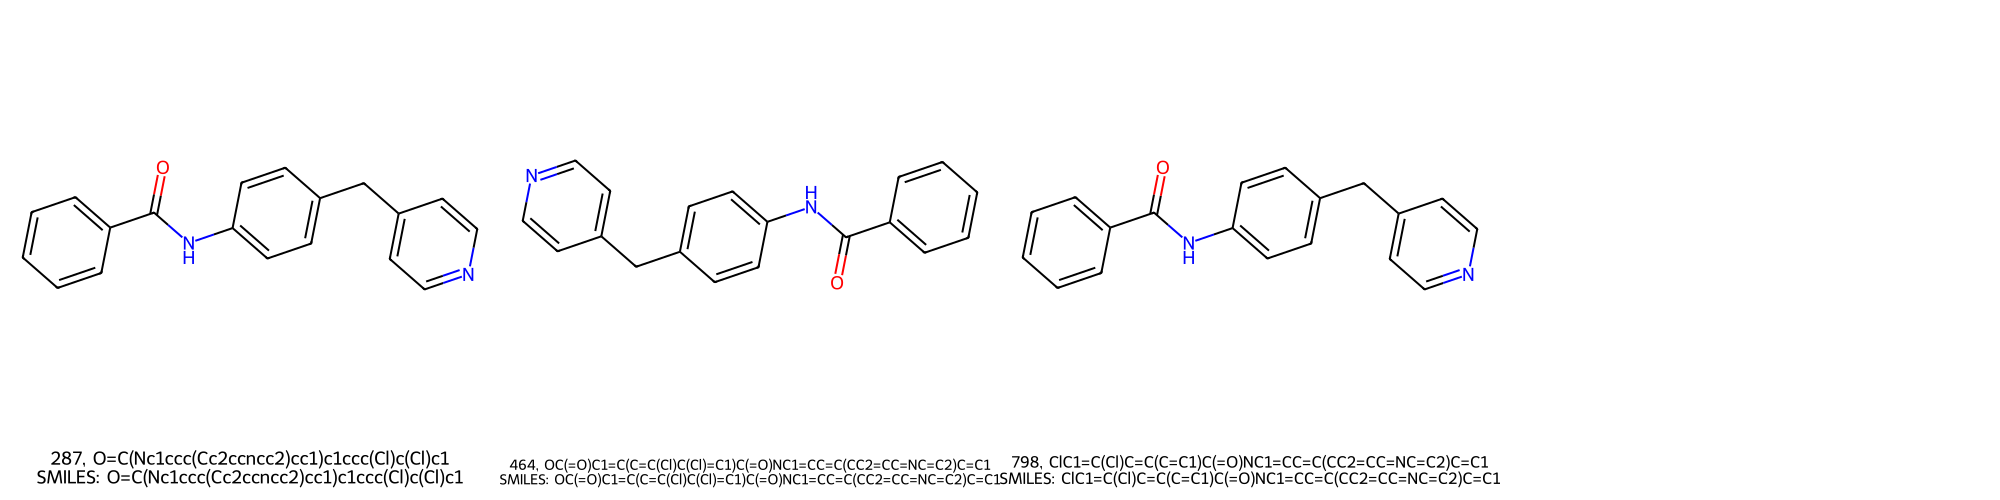 O
N
H
N
N
H
N
O
O
N
H
N
287, O=C(Nc1ccc(Cc2ccncc2)cc1)c1ccc(Cl)c(Cl)c1
SMILES: O=C(Nc1ccc(Cc2ccncc2)cc1)c1ccc(Cl)c(Cl)c1
464, OC(=O)C1=C(C=C(Cl)C(Cl)=C1)C(=O)NC1=CC=C(CC2=CC=NC=C2)C=C1
SMILES: OC(=O)C1=C(C=C(Cl)C(Cl)=C1)C(=O)NC1=CC=C(CC2=CC=NC=C2)C=C1
798, ClC1=C(Cl)C=C(C=C1)C(=O)NC1=CC=C(CC2=CC=NC=C2)C=C1
SMILES: ClC1=C(Cl)C=C(C=C1)C(=O)NC1=CC=C(CC2=CC=NC=C2)C=C1